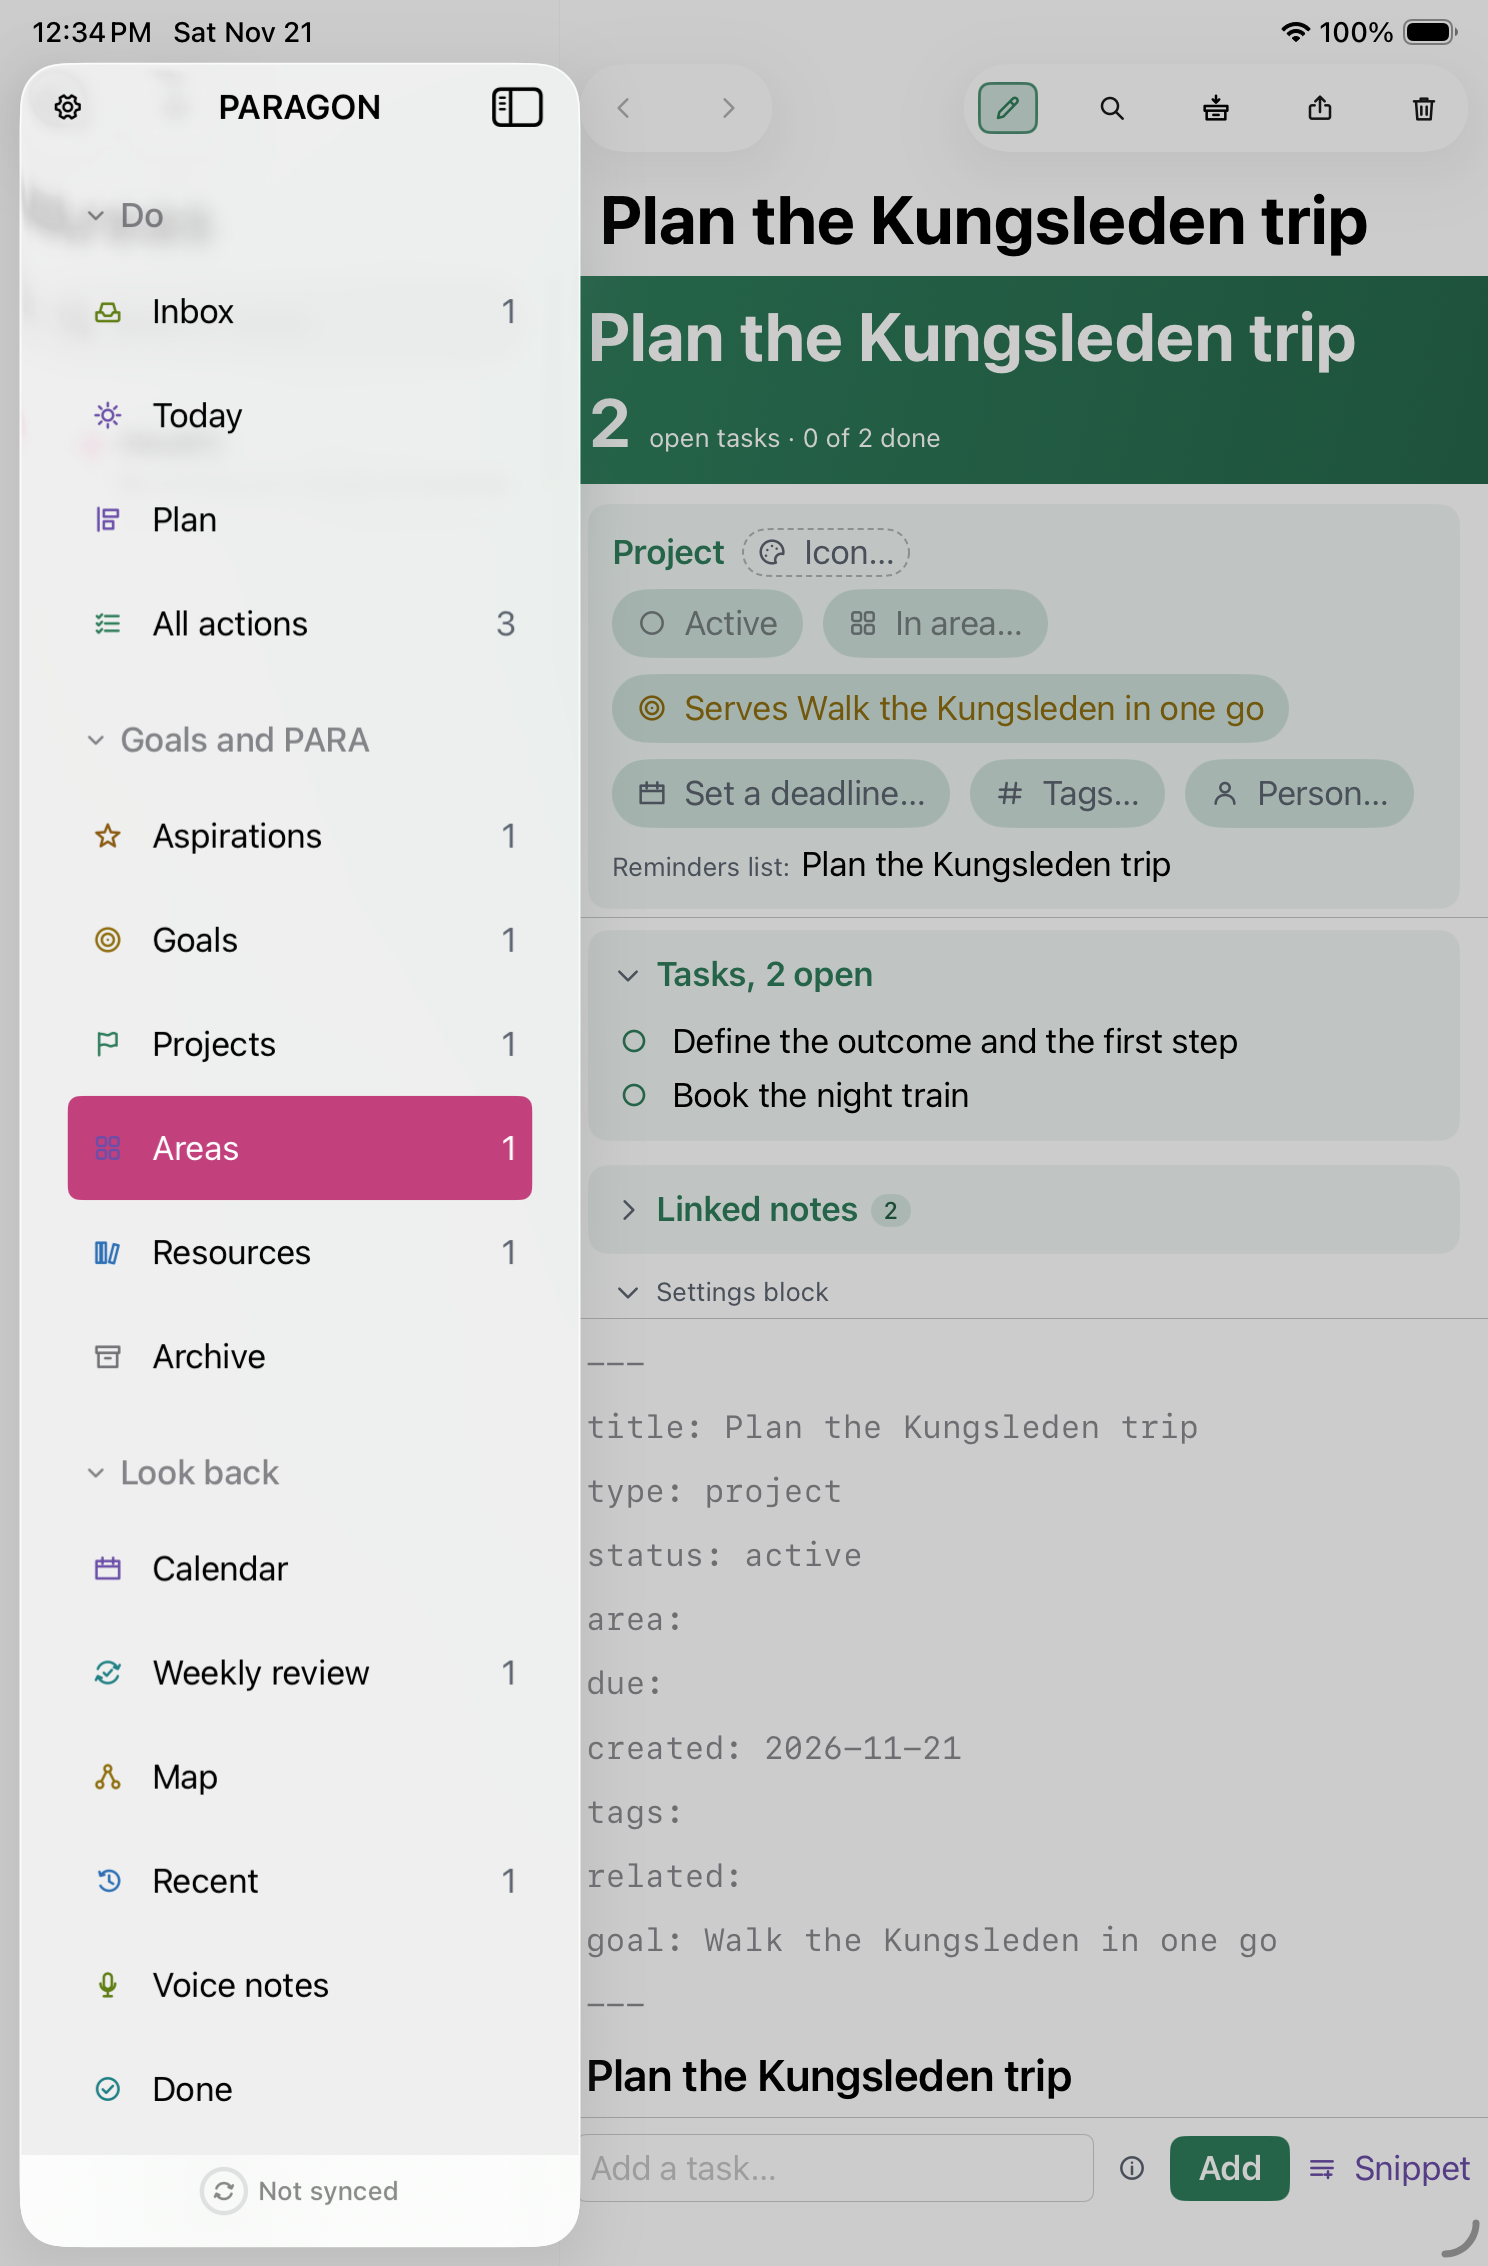 12:34 PM Sat Nov 21
100%
PARAGON
Do
Inbox 1
Today
Plan
All actions 3
Goals and PARA
Aspirations 1
Goals 1
Projects 1
Areas 1
Resources 1
Archive
Look back
Calendar
Weekly review 1
Map
Recent 1
Voice notes
Done
Not synced
Plan the Kungsleden trip
Plan the Kungsleden trip
2 open tasks · 0 of 2 done
Project Icon...
Active In area...
Serves Walk the Kungsleden in one go
Set a deadline... # Tags... Person...
Reminders list: Plan the Kungsleden trip
Tasks, 2 open
Define the outcome and the first step
Book the night train
Linked notes 2
Settings block
---
title: Plan the Kungsleden trip
type: project
status: active
area:
due:
created: 2026-11-21
tags:
related:
goal: Walk the Kungsleden in one go
---
Plan the Kungsleden trip
Add a task... Add Snippet